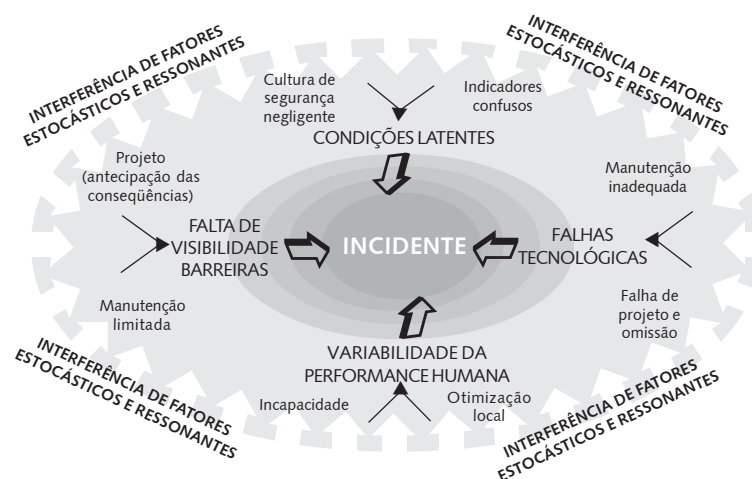 INTERFERÊNCIA DE FATORES
ESTOCÁSTICOS E RESSONANTES
INTERFERÊNCIA DE FATORES
ESTOCÁSTICOS E RESSONANTES
Cultura de
segurança
negligente
Indicadores
confusos
CONDIÇÕES LATENTES
Projeto
(antecipação das
conseqüências)
FALTA DE
VISIBILIDADE
BARREIRAS
Manutenção
limitada
INCIDENTE
Manutenção
inadequada
FALHAS
TECNOLÓGICAS
Falha de
projeto e
omissão
VARIABILIDADE DA
PERFORMANCE HUMANA
Incapacidade
Otimização
local
INTERFERÊNCIA DE FATORES
ESTOCÁSTICOS E RESSONANTES
INTERFERÊNCIA DE FATORES
ESTOCÁSTICOS E RESSONANTES